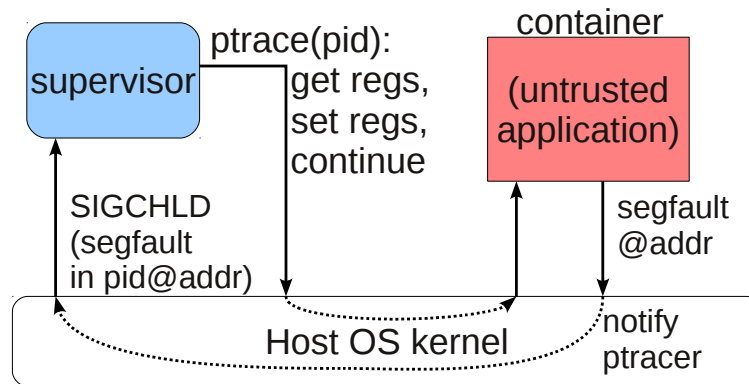 supervisor
ptrace(pid):
get regs,
set regs,
continue
container
(untrusted
application)
SIGCHLD
(segfault
in pid@addr)
segfault
@addr
Host OS kernel
notify
ptracer